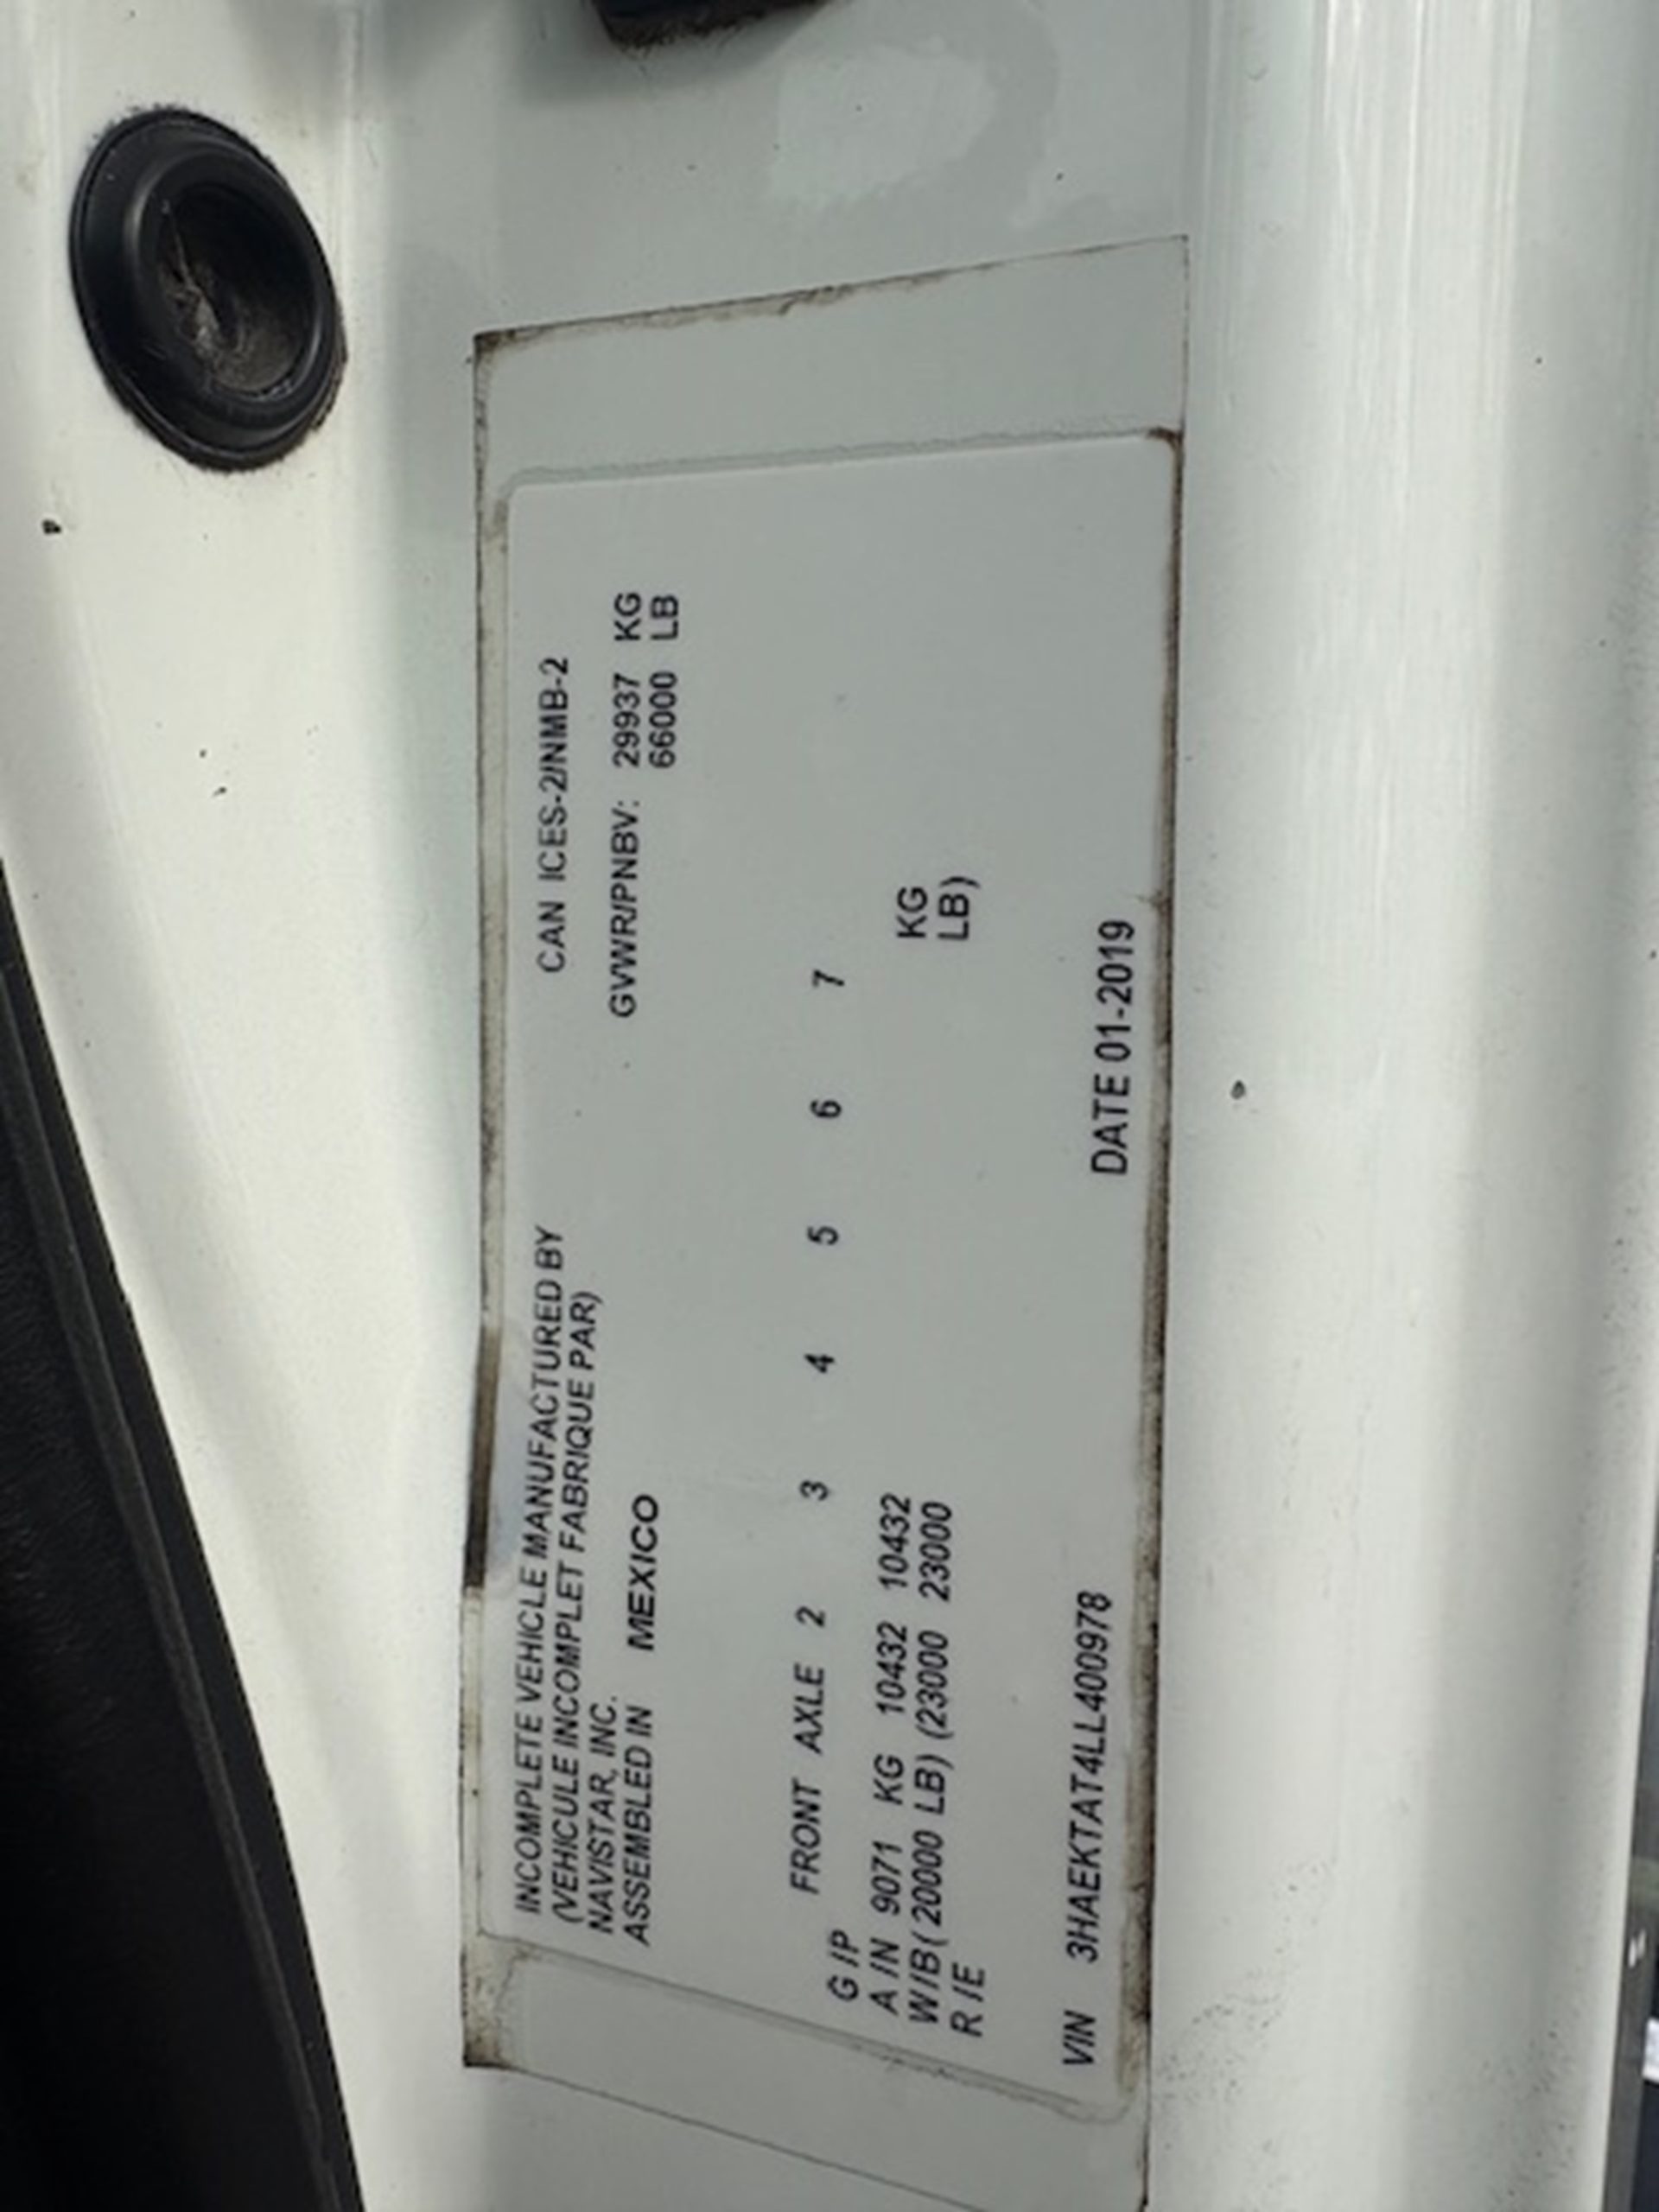 INCOMPLETE VEHICLE MANUFACTURED BY
(VEHICULE INCOMPLET FABRIQUE PAR)
NAVISTAR, INC.
ASSEMBLED IN MEXICO
CAN ICES-2/NMB-2
GVWR/PNBV: 29937 KG
66000 LB
FRONT AXLE 2 3 4 5 6 7
G /P
A /N 9071 KG 10432 10432 KG
W/B( 20000 LB) (23000 23000 LB)
R /E
VIN 3HAEKTAT4LL400978
DATE 01-2019